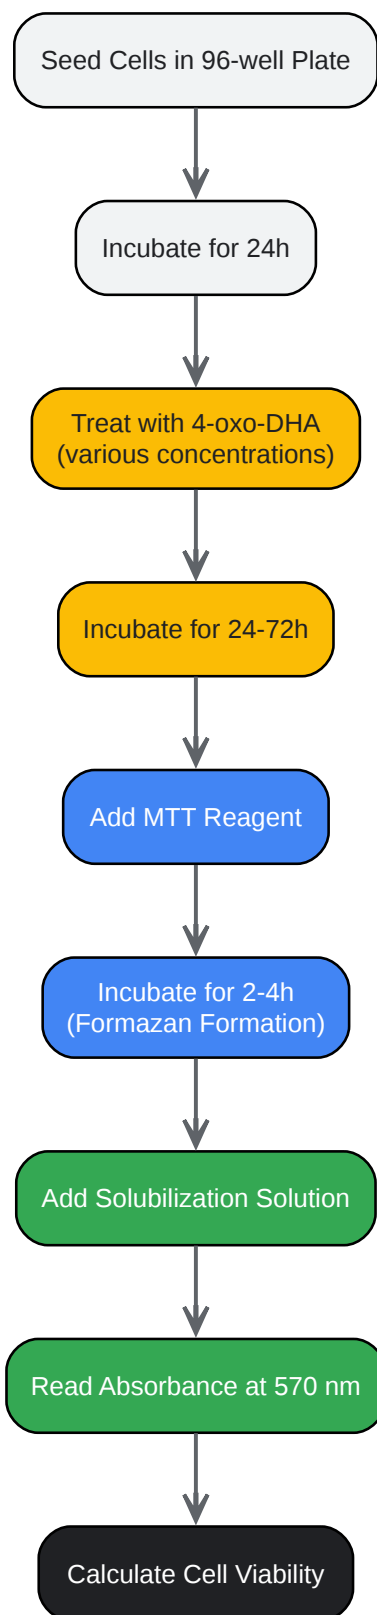 Seed Cells in 96-well Plate
Incubate for 24h
Treat with 4-oxo-DHA
(various concentrations)
Incubate for 24-72h
Add MTT Reagent
Incubate for 2-4h
(Formazan Formation)
Add Solubilization Solution
Read Absorbance at 570 nm
Calculate Cell Viability